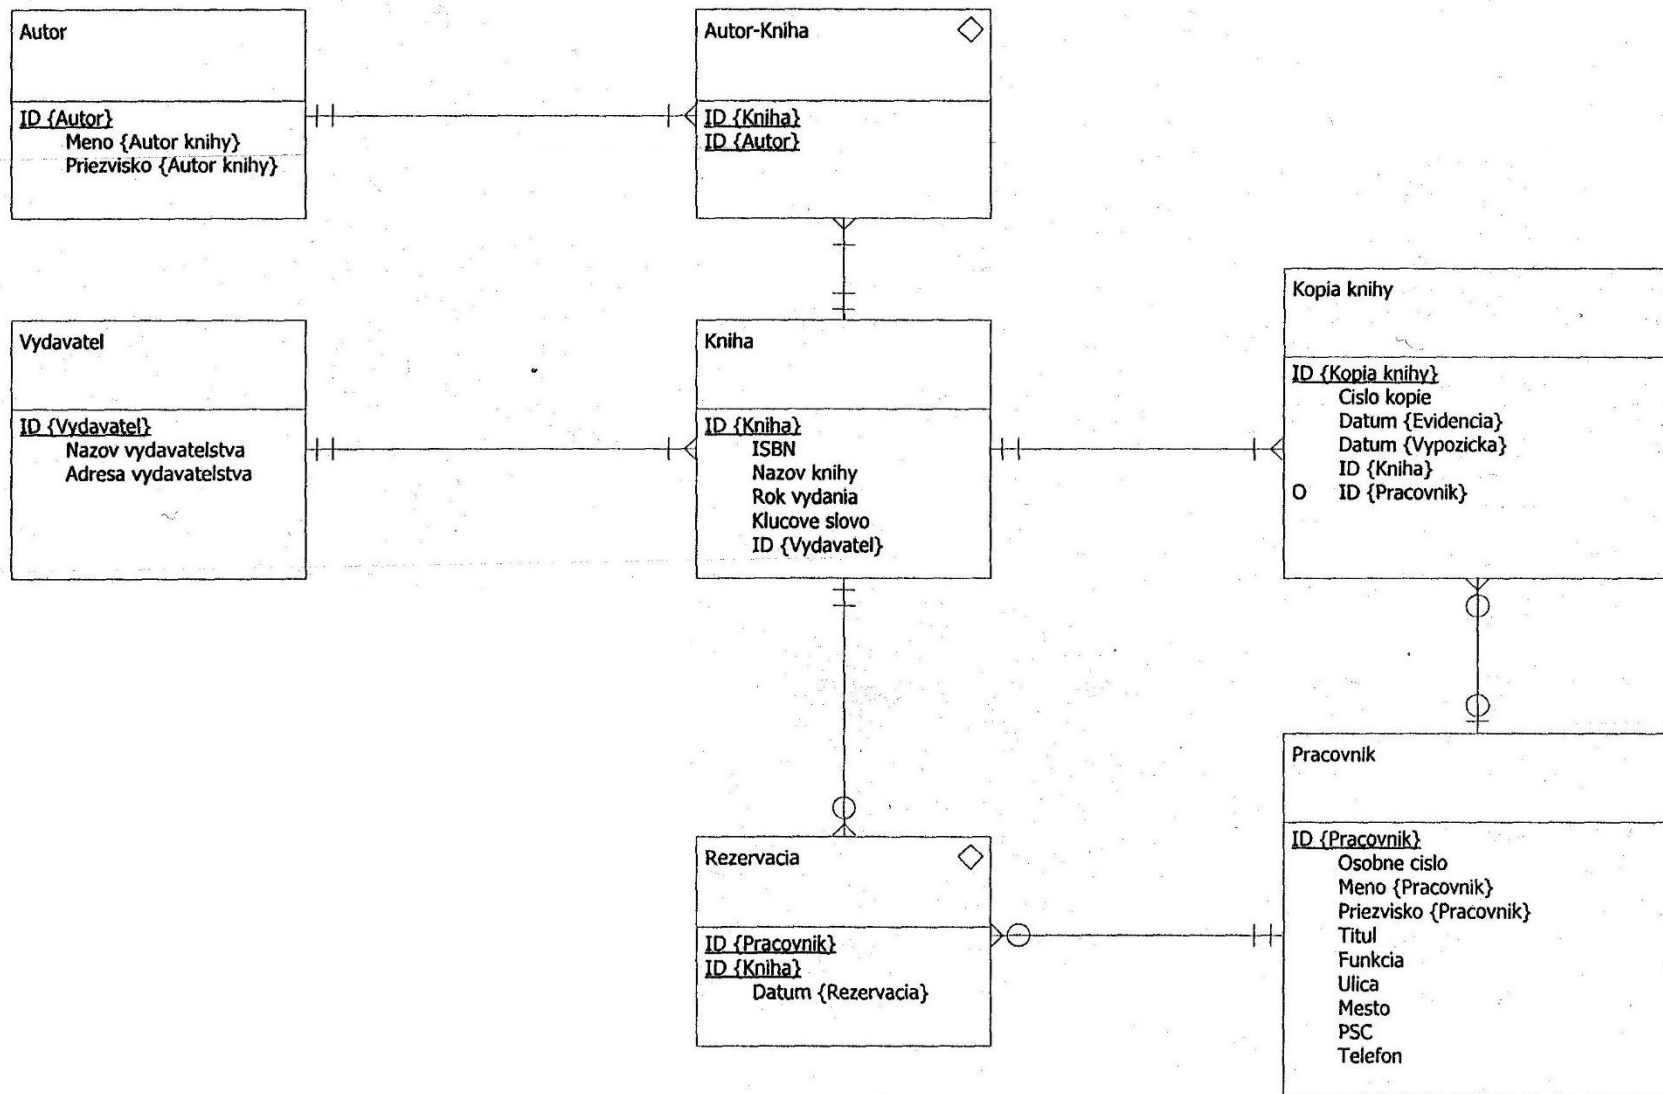 Autor
ID {Autor}
Meno {Autor knihy}
Priezvisko {Autor knihy}
Autor-Kniha
ID {Kniha}
ID {Autor}
Vydavatel
ID {Vydavatel}
Nazov vydavatelstva
Adresa vydavatelstva
Kniha
ID {Kniha}
ISBN
Nazov knihy
Rok vydania
Klucove slovo
ID {Vydavatel}
Kopia knihy
ID {Kopia knihy}
Cislo kopie
Datum {Evidencia}
Datum {Vypozicka}
ID {Kniha}
O ID {Pracovnik}
Rezervacia
ID {Pracovnik}
ID {Kniha}
Datum {Rezervacia}
Pracovnik
ID {Pracovnik}
Osobne cislo
Meno {Pracovnik}
Priezvisko {Pracovnik}
Titul
Funkcia
Ulica
Mesto
PSC
Telefon